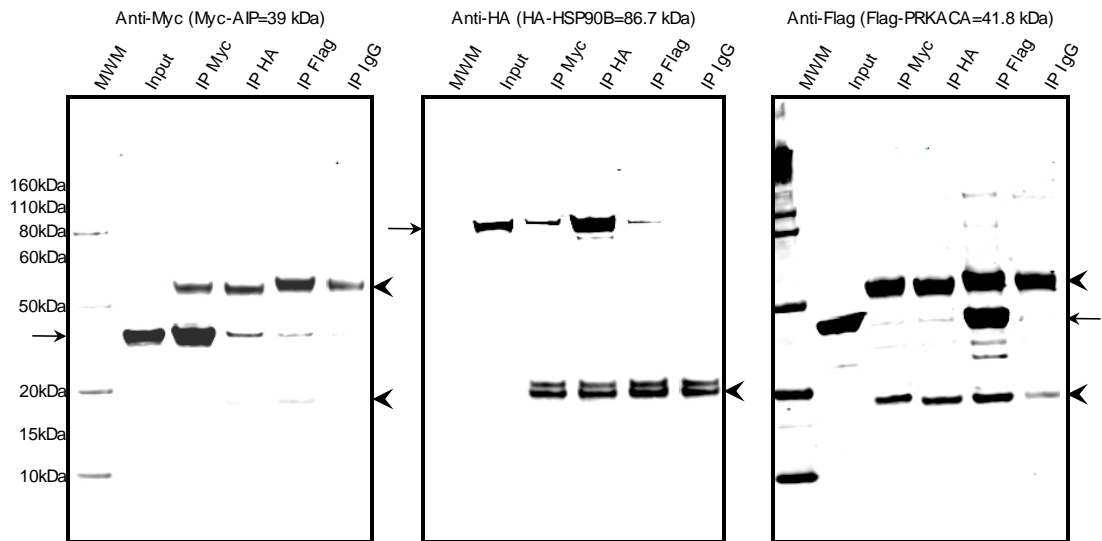 Anti-Myc (Myc-AIP=39 kDa)
Anti-HA (HA-HSP90B=86.7 kDa)
Anti-Flag (Flag-PRKACA=41.8 kDa)
MWM
Input
IP Myc
IP HA
IP Flag
IP IgG
MWM
Input
IP Myc
IP HA
IP Flag
IP IgG
MWM
Input
IP Myc
IP HA
IP Flag
IP IgG
160kDa
110kDa
80kDa
60kDa
50kDa
20kDa
15kDa
10kDa